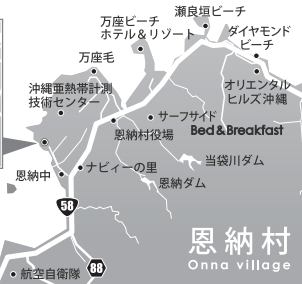 瀬良垣ビーチ
万座ビーチ
ホテル＆リゾート
ダイヤモンド
ビーチ
万座毛
沖縄亜熱帯計測
技術センター
オリエンタル
ヒルズ沖縄
サーフサイド
Bed&Breakfast
恩納村役場
当袋川ダム
恩納中
ナビィーの里
恩納ダム
58
恩納村
Onna village
88
航空自衛隊